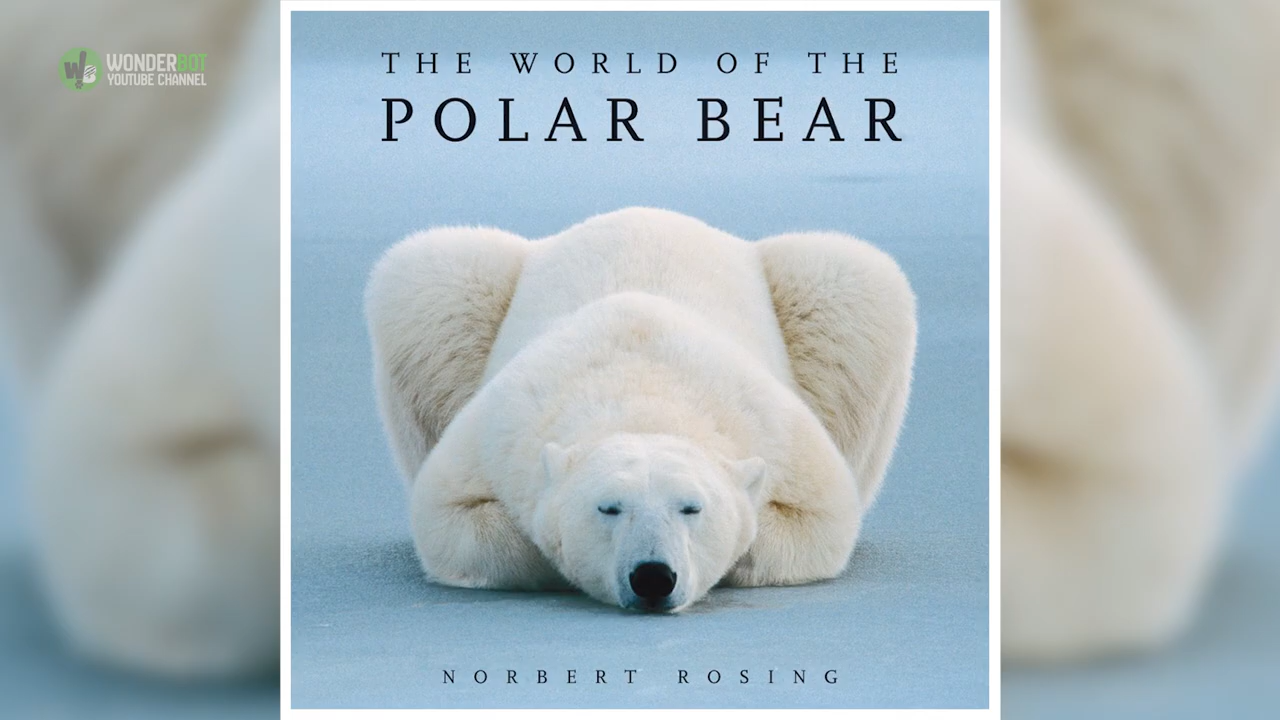 WONDERBOT
YOUTUBE CHANNEL
THE WORLD OF THE
POLAR BEAR
NORBERT ROSING